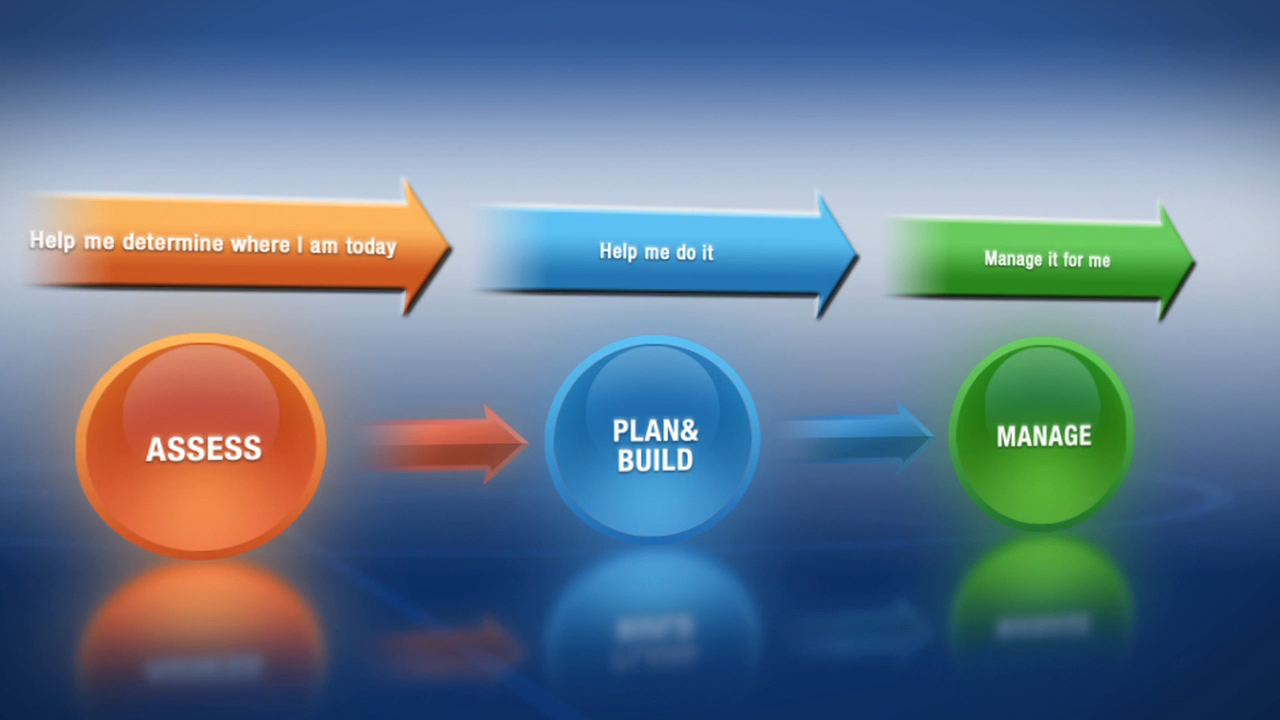 Help me determine where I am today
Help me do it
Manage it for me
ASSESS
PLAN&
BUILD
MANAGE